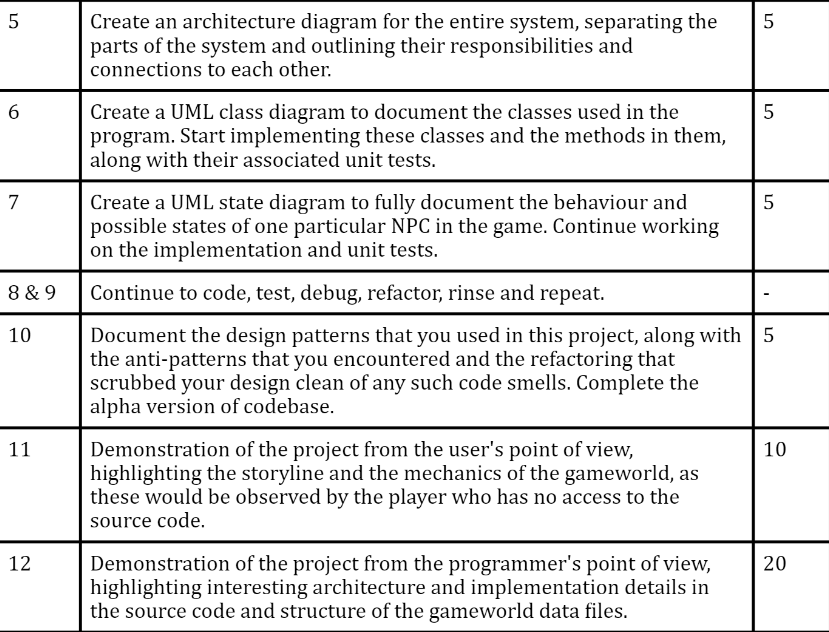 5 Create an architecture diagram for the entire system, separating the 5
parts of the system and outlining their responsibilities and
connections to each other.
6 Create a UML class diagram to document the classes used in the 5
program. Start implementing these classes and the methods in them,
along with their associated unit tests.
7 Create a UML state diagram to fully document the behaviour and 5
possible states of one particular NPC in the game. Continue working
on the implementation and unit tests.
8 & 9 Continue to code, test, debug, refactor, rinse and repeat. -
10 Document the design patterns that you used in this project, along with 5
the anti-patterns that you encountered and the refactoring that
scrubbed your design clean of any such code smells. Complete the
alpha version of codebase.
11 Demonstration of the project from the user's point of view, 10
highlighting the storyline and the mechanics of the gameworld, as
these would be observed by the player who has no access to the
source code.
12 Demonstration of the project from the programmer's point of view, 20
highlighting interesting architecture and implementation details in
the source code and structure of the gameworld data files.